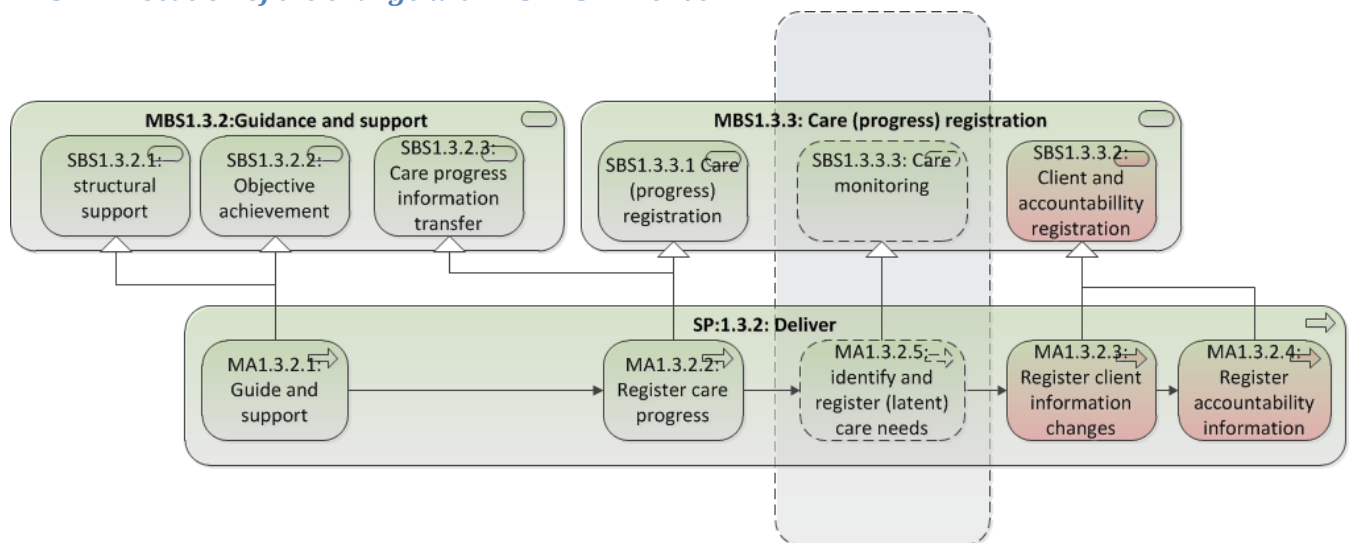 MBS1.3.2:Guidance and support
SBS1.3.2.1:
structural
support
SBS1.3.2.2:
Objective
achievement
SBS1.3.2.3:
Care progress
information
transfer
MBS1.3.3: Care (progress) registration
SBS1.3.3.1 Care
(progress)
registration
SBS1.3.3.3: Care
monitoring
SBS1.3.3.2:
Client and
accountabillity
registration
SP:1.3.2: Deliver
MA1.3.2.1:
Guide and
support
MA1.3.2.2:
Register care
progress
MA1.3.2.5:
identify and
register (latent)
care needs
MA1.3.2.3:
Register client
information
changes
MA1.3.2.4:
Register
accountability
information